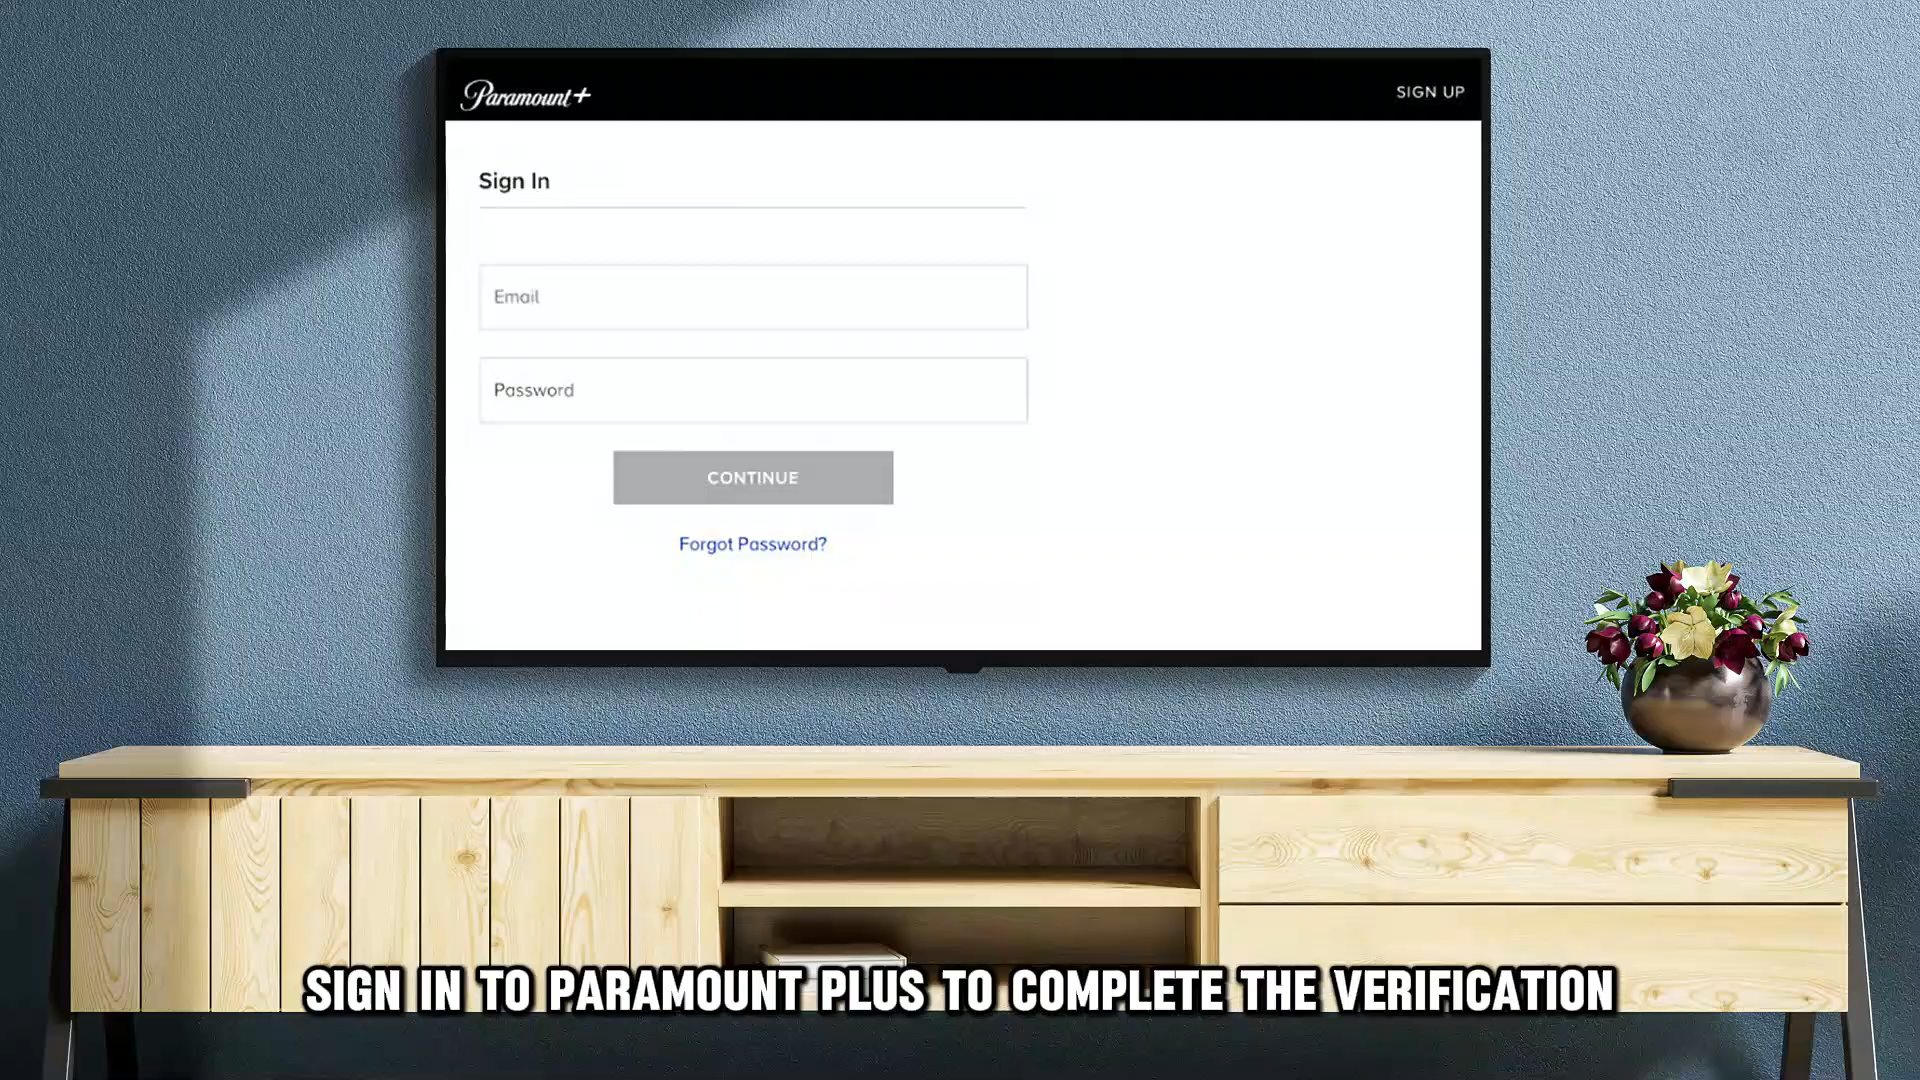 Paramount+
SIGN UP
Sign In
Email
Password
CONTINUE
Forgot Password?
SIGN IN TO PARAMOUNT PLUS TO COMPLETE THE VERIFICATION